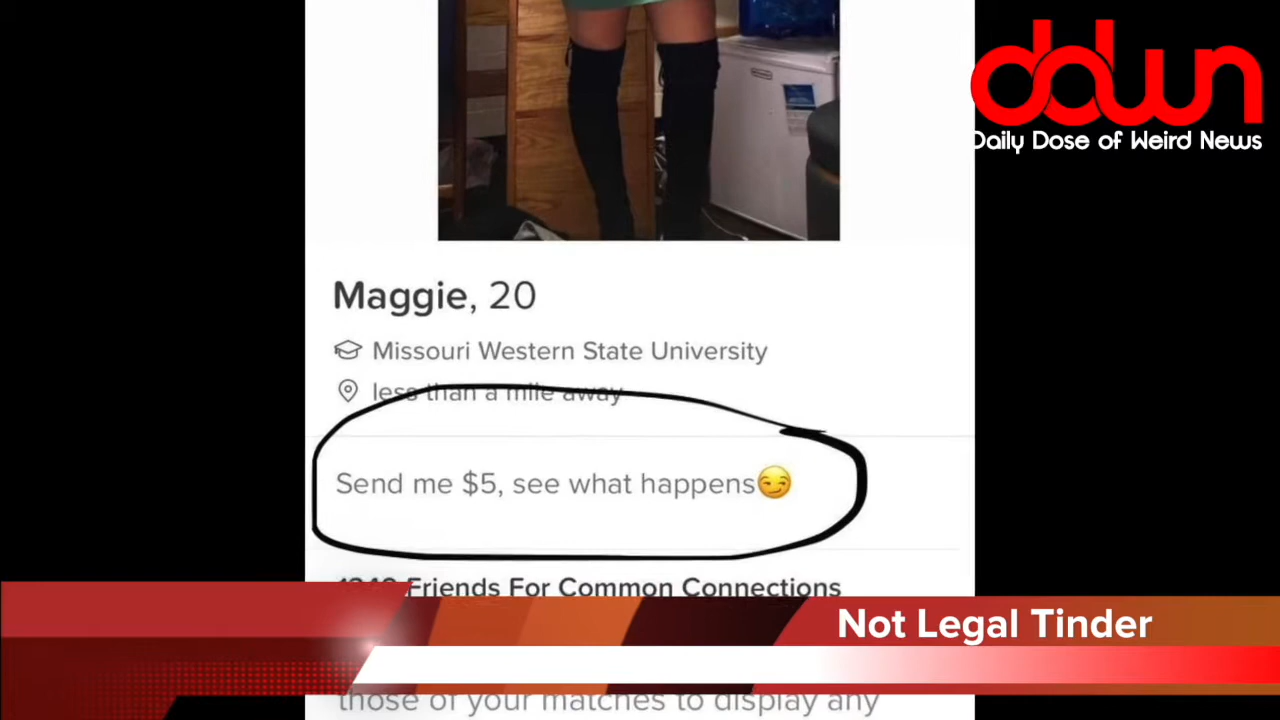 down
Daily Dose of Weird News
Maggie, 20
Missouri Western State University
less than a mile away
Send me $5, see what happens😏
Friends For Common Connections
Not Legal Tinder
those of your matches to display any